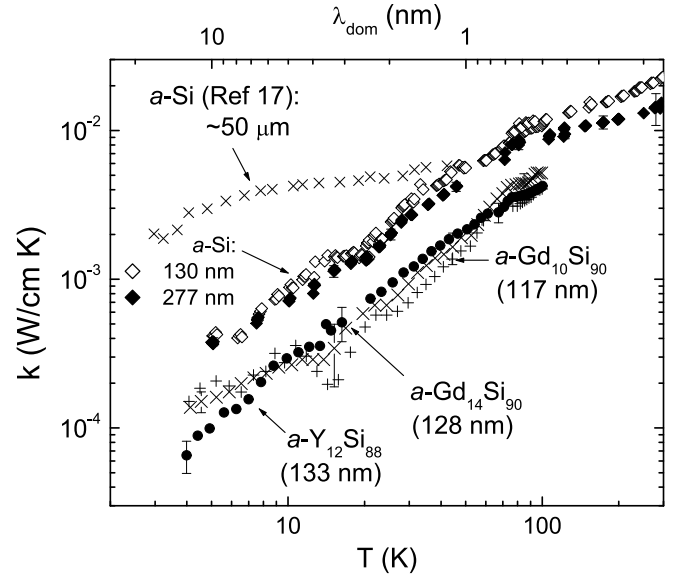 λdom (nm)
10 1
a-Si (Ref 17):
~50 μm
10⁻²
a-Si:
130 nm
277 nm
10⁻³
k (W/cm K)
a-Gd₁₀Si₉₀
(117 nm)
a-Gd₁₄Si₉₀
(128 nm)
10⁻⁴
a-Y₁₂Si₈₈
(133 nm)
10 100
T (K)